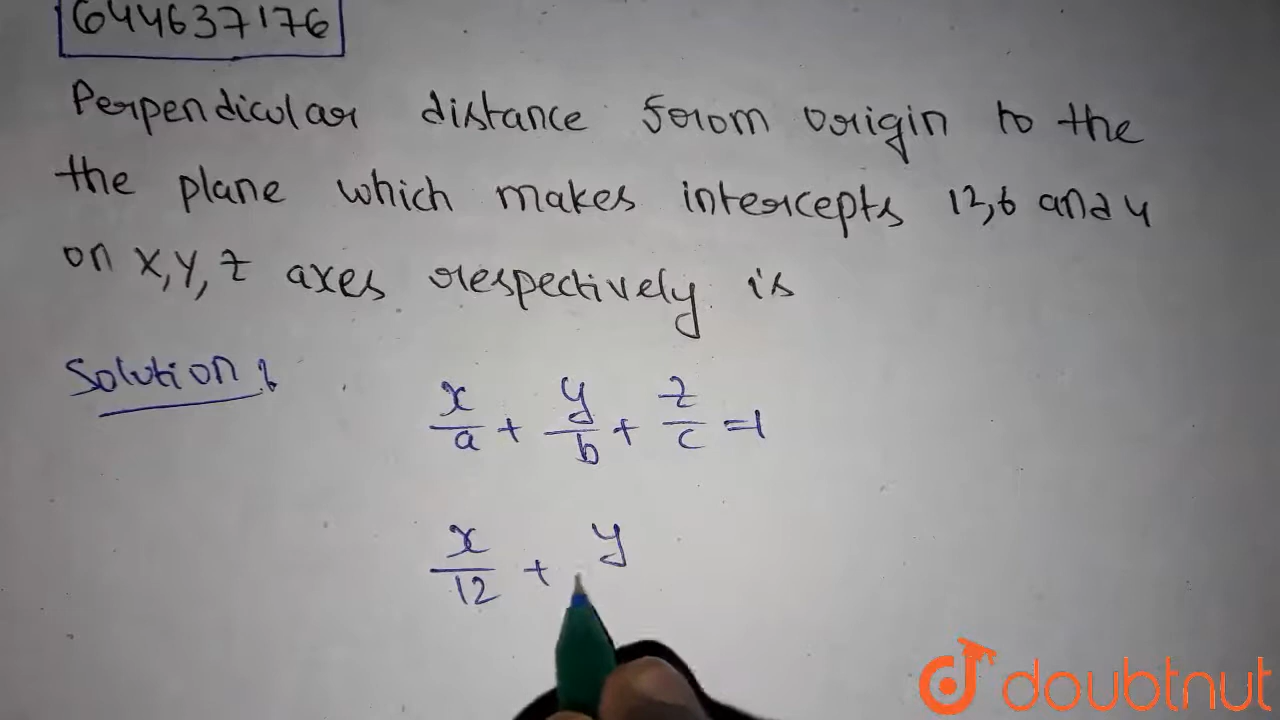 644637176
Perpendicular distance from origin to the
the plane which makes intercepts 12,6 and 4
on X,Y,Z axes respectively is
Solution:
x/a + y/b + z/c = 1
x/12 + y
doubtnut